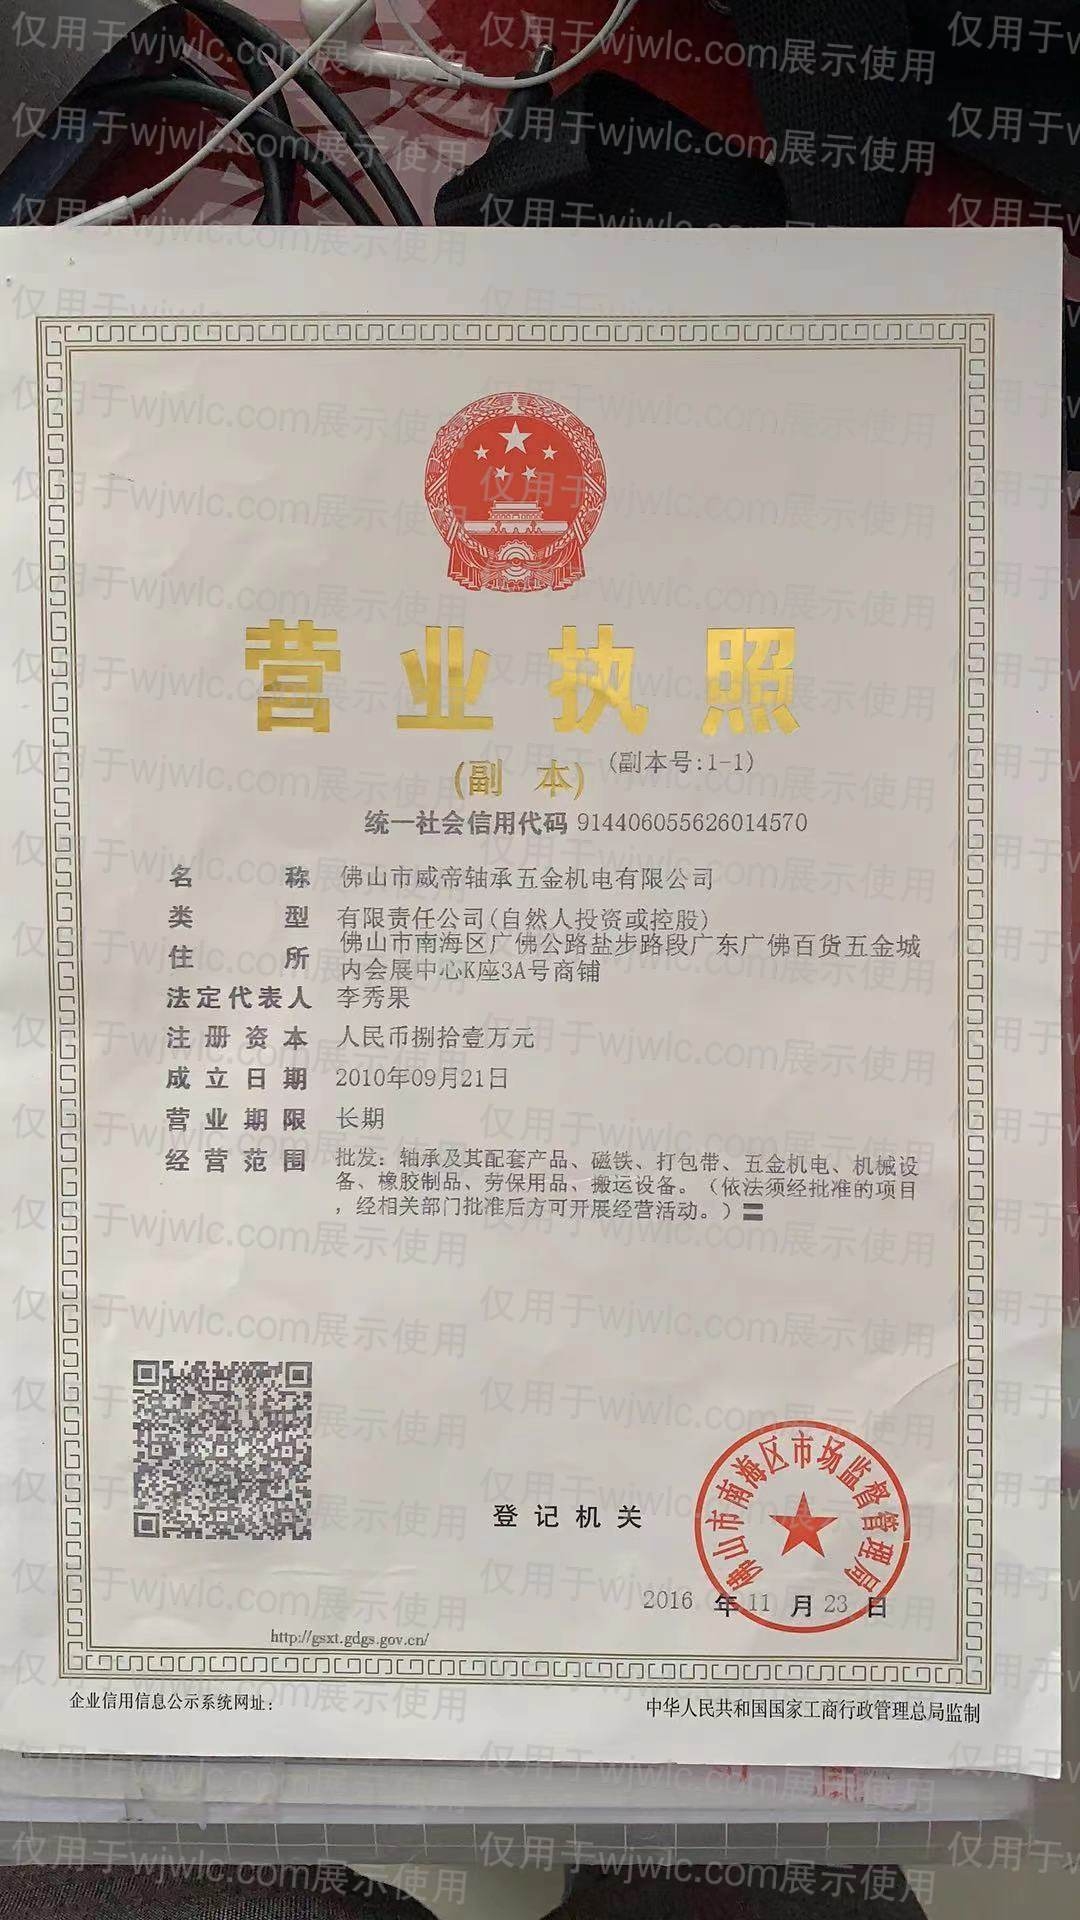 营业执照
(副 本)
(副本号:1-1)
统一社会信用代码 914406055626014570
名 称 佛山市威帝轴承五金机电有限公司
类 型 有限责任公司(自然人投资或控股)
住 所 佛山市南海区广佛公路盐步路段广东广佛百货五金城
内会展中心K座3A号商铺
法定代表人 李秀果
注册资本 人民币捌拾壹万元
成立日期 2010年09月21日
营业期限 长期
经营范围 批发：轴承及其配套产品、磁铁、打包带、五金机电、机械设
备、橡胶制品、劳保用品、搬运设备。（依法须经批准的项目
，经相关部门批准后方可开展经营活动。）〓
登记机关
佛山市南海区市场监督管理局
2016 年 11 月 23 日
http://gsxt.gdgs.gov.cn/
企业信用信息公示系统网址：
中华人民共和国国家工商行政管理总局监制
仅用于wjwlc.com展示使用